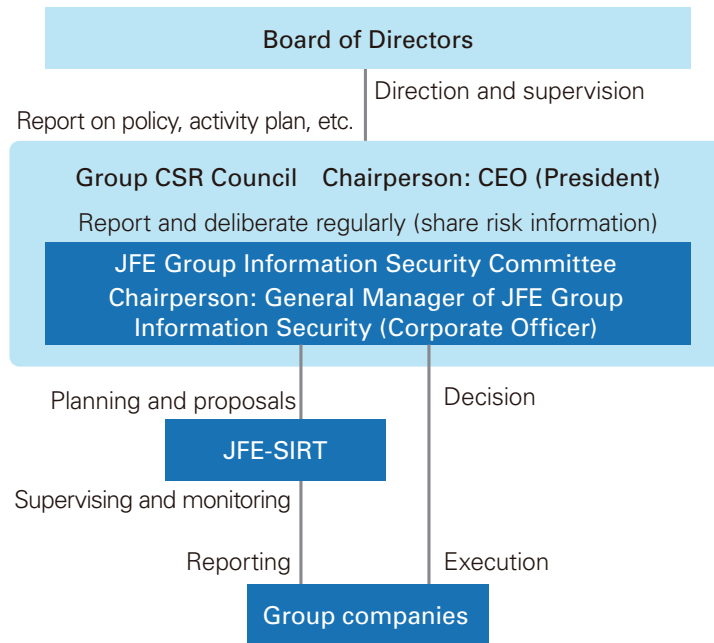 Board of Directors
Direction and supervision
Report on policy, activity plan, etc.
Group CSR Council Chairperson: CEO (President)
Report and deliberate regularly (share risk information)
JFE Group Information Security Committee
Chairperson: General Manager of JFE Group
Information Security (Corporate Officer)
Planning and proposals
Decision
JFE-SIRT
Supervising and monitoring
Reporting
Execution
Group companies